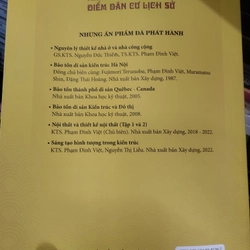 ĐIỂM DÂN CƯ LỊCH SỬ
NHỮNG ẤN PHẨM ĐÃ PHÁT HÀNH
• Nguyên lý thiết kế nhà ở và nhà công cộng
GS.KTS. Nguyễn Đức Thiềm, TS.KTS. Phạm Đình Việt.
• Bảo tồn di sản kiến trúc Hà Nội
Đồng chủ biên cùng: Fujimori Terunobu, Phạm Đình Việt, Muramatsu
Shin, Đặng Thái Hoàng. Nhà xuất bản Xây dựng, 1997.
• Bảo tồn thành phố di sản Québec - Canada
Nhà xuất bản Khoa học kỹ thuật, 2005.
• Bảo tồn di sản Kiến trúc và Đô thị
Nhà xuất bản Khoa học kỹ thuật, 2008.
• Nội thất và thiết kế nội thất (Tập 1 và 2)
KTS. Phạm Đình Việt (Chủ biên). Nhà xuất bản Xây dựng, 2018 - 2022.
• Sáng tạo hình tượng trong kiến trúc
KTS. Phạm Đình Việt, Nguyễn Thị Liễu. Nhà xuất bản Xây dựng, 2022.